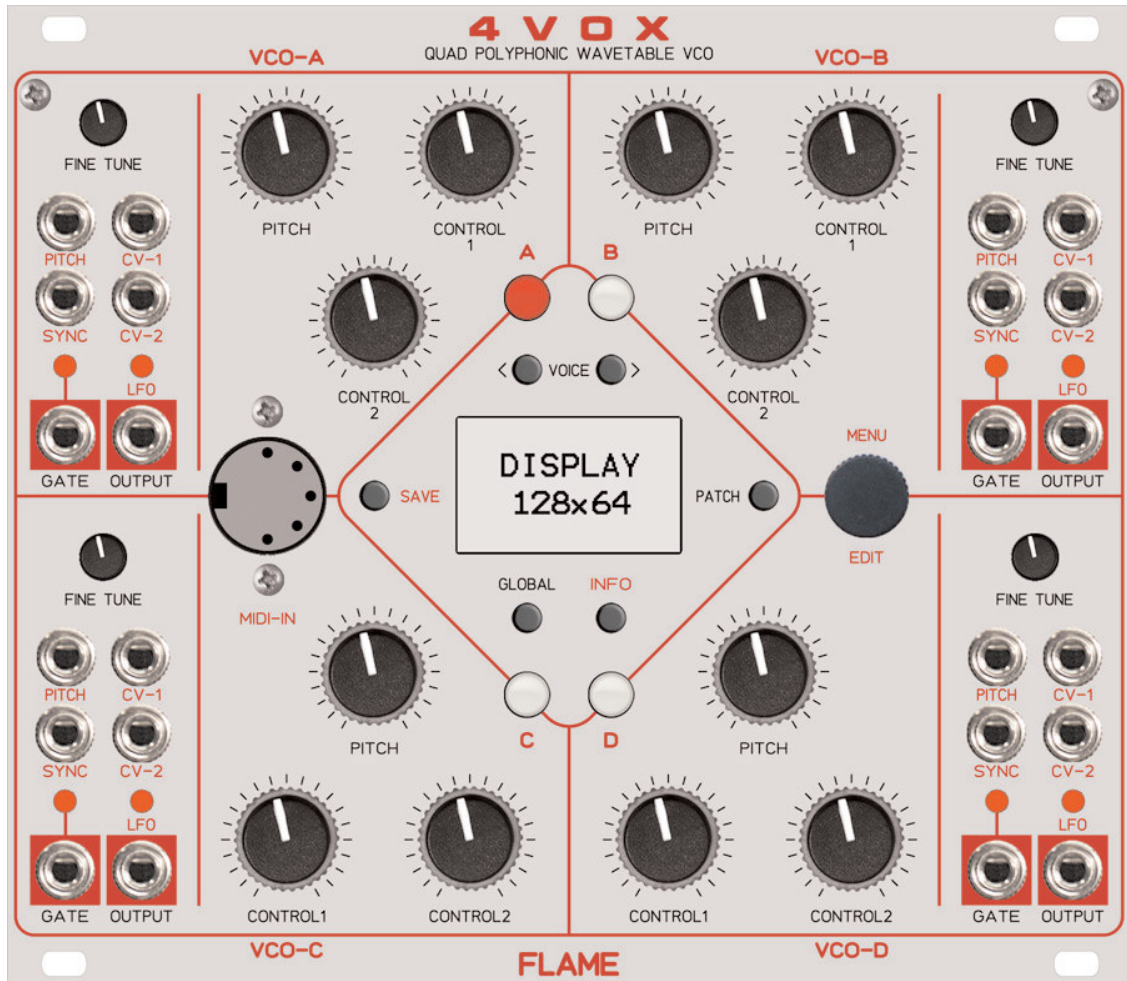 4 VOX
QUAD POLYPHONIC WAVETABLE VCO
VCO-A
VCO-B
FINE TUNE
PITCH
CONTROL
1
PITCH
CONTROL
1
FINE TUNE
PITCH
CV-1
A
B
PITCH
CV-1
SYNC
CV-2
SYNC
CV-2
< VOICE >
LFO
CONTROL
2
CONTROL
2
LFO
GATE
OUTPUT
MENU
GATE
OUTPUT
DISPLAY
128x64
SAVE
PATCH
EDIT
FINE TUNE
GLOBAL
INFO
FINE TUNE
MIDI-IN
PITCH
CV-1
PITCH
CV-1
C
D
PITCH
PITCH
SYNC
CV-2
SYNC
CV-2
LFO
LFO
GATE
OUTPUT
CONTROL1
CONTROL2
CONTROL1
CONTROL2
GATE
OUTPUT
VCO-C
VCO-D
FLAME